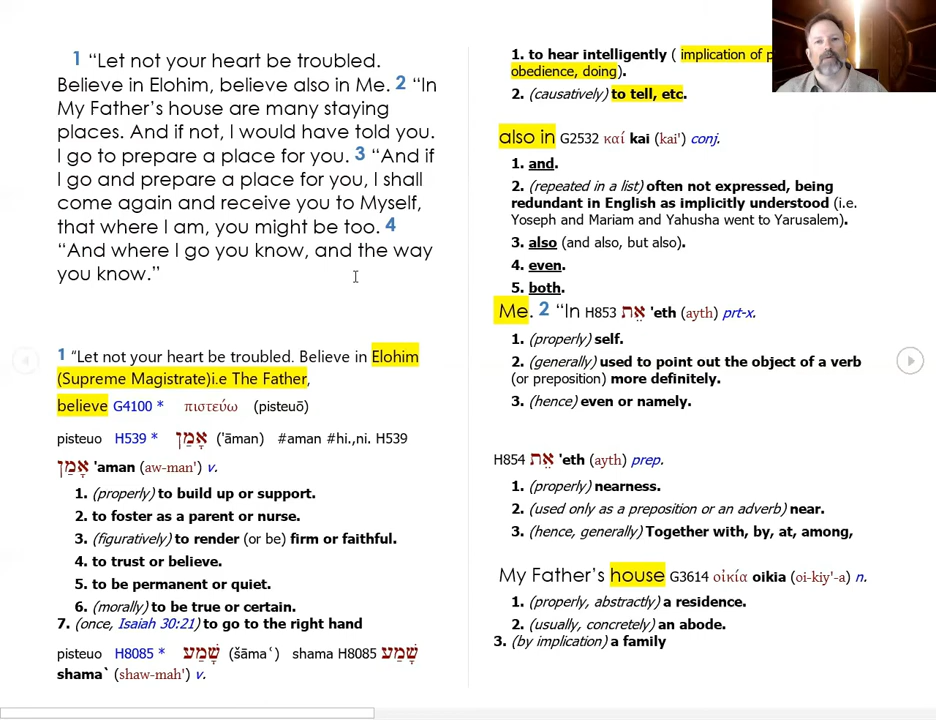 1 “Let not your heart be troubled.
Believe in Elohim, believe also in Me. 2 “In
My Father’s house are many staying
places. And if not, I would have told you.
I go to prepare a place for you. 3 “And if
I go and prepare a place for you, I shall
come again and receive you to Myself,
that where I am, you might be too. 4
“And where I go you know, and the way
you know.”
1 “Let not your heart be troubled. Believe in Elohim
(Supreme Magistrate)i.e The Father,
believe G4100 * πιστεύω (pisteuō)
pisteuo H539 * אָמַן ('āman) #aman #hi.,ni. H539
אָמַן 'aman (aw-man') v.
1. (properly) to build up or support.
2. to foster as a parent or nurse.
3. (figuratively) to render (or be) firm or faithful.
4. to trust or believe.
5. to be permanent or quiet.
6. (morally) to be true or certain.
7. (once, Isaiah 30:21) to go to the right hand
pisteuo H8085 * שָׁמַע (šāmaʿ) shama H8085 שָׁמַע
shama` (shaw-mah') v.
1. to hear intelligently ( implication of
obedience, doing).
2. (causatively) to tell, etc.
also in G2532 καί kai (kai') conj.
1. and.
2. (repeated in a list) often not expressed, being
redundant in English as implicitly understood (i.e.
Yoseph and Mariam and Yahusha went to Yarusalem).
3. also (and also, but also).
4. even.
5. both.
Me. 2 “In H853 אֵת 'eth (ayth) prt-x.
1. (properly) self.
2. (generally) used to point out the object of a verb
(or preposition) more definitely.
3. (hence) even or namely.
H854 אֵת 'eth (ayth) prep.
1. (properly) nearness.
2. (used only as a preposition or an adverb) near.
3. (hence, generally) Together with, by, at, among,
My Father’s house G3614 οἰκία oikia (oi-kiy'-a) n.
1. (properly, abstractly) a residence.
2. (usually, concretely) an abode.
3. (by implication) a family